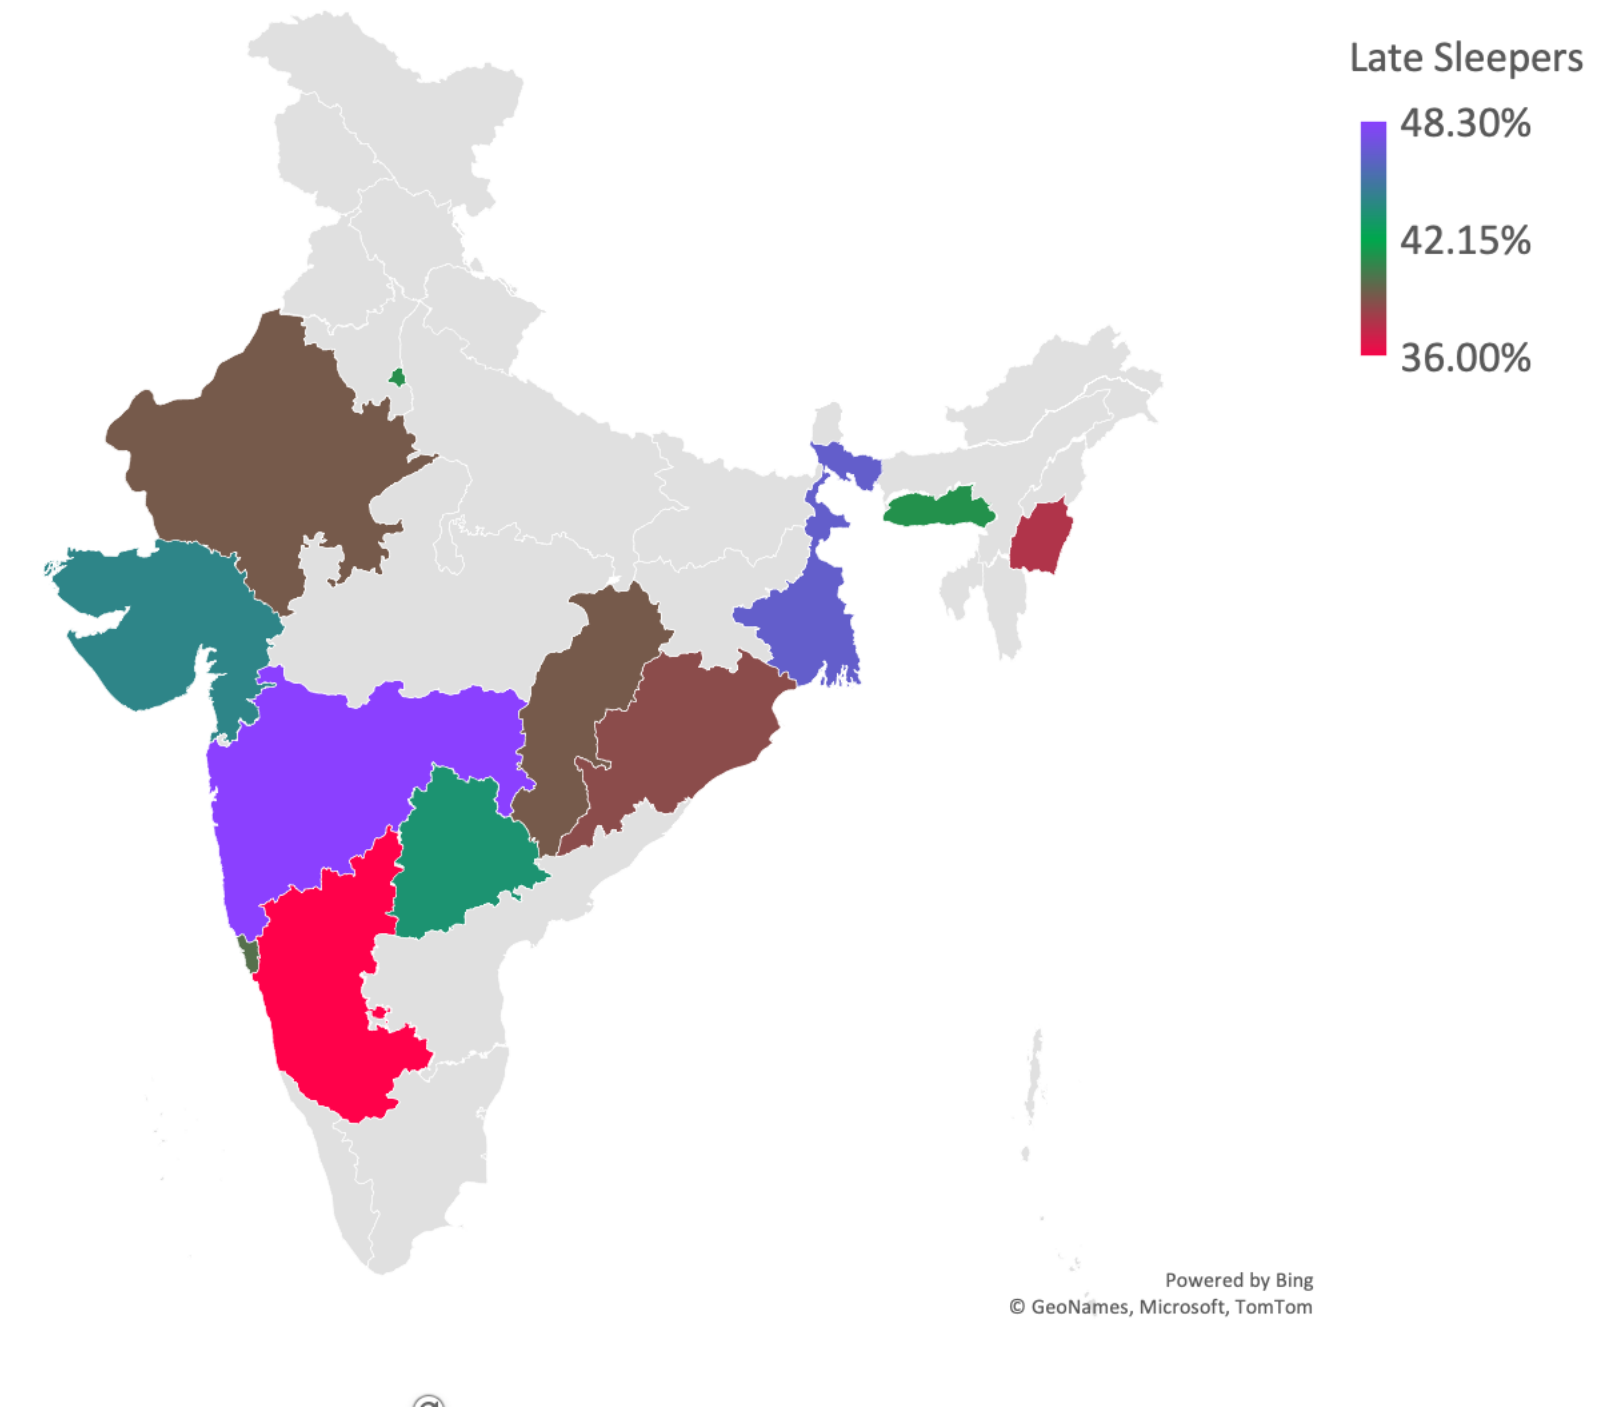 Late Sleepers
48.30%
42.15%
36.00%
Powered by Bing
© GeoNames, Microsoft, TomTom